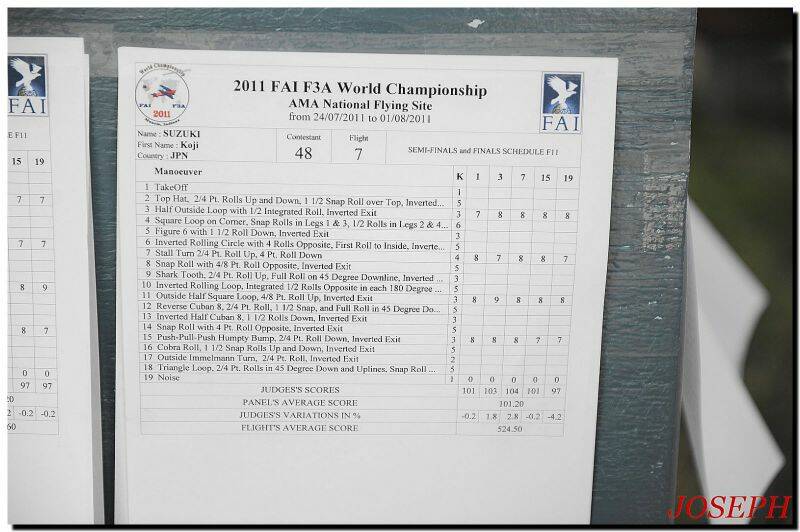 FAI
LE F11
15 19
7 7
7 7
8 9
8 7
0 0
97 97
20
-0.2 -0.2
.60
World Championship
FAI F3A
2011
Muncie, Indiana
2011 FAI F3A World Championship
AMA National Flying Site
from 24/07/2011 to 01/08/2011
FAI
Name : SUZUKI
First Name : Koji
Country : JPN
Contestant
48
Flight
7
SEMI-FINALS and FINALS SCHEDULE F11
Manoeuver K 1 3 7 15 19
1 TakeOff 1
2 Top Hat, 2/4 Pt. Rolls Up and Down, 1 1/2 Snap Roll over Top, Inverted... 5
3 Half Outside Loop with 1/2 Integrated Roll, Inverted Exit 3 7 8 8 8 8
4 Square Loop on Corner, Snap Rolls in Legs 1 & 3, 1/2 Rolls in Legs 2 & 4... 6
5 Figure 6 with 1 1/2 Roll Down, Inverted Exit 3
6 Inverted Rolling Circle with 4 Rolls Opposite, First Roll to Inside, Inverte... 5
7 Stall Turn 2/4 Pt. Roll Up, 4 Pt. Roll Down 4 8 7 8 8 7
8 Snap Roll with 4/8 Pt. Roll Opposite, Inverted Exit 5
9 Shark Tooth, 2/4 Pt. Roll Up, Full Roll on 45 Degree Downline, Inverted ... 3
10 Inverted Rolling Loop, Integrated 1/2 Rolls Opposite in each 180 Degree ... 5
11 Outside Half Square Loop, 4/8 Pt. Roll Up, Inverted Exit 3 8 9 8 8 8
12 Reverse Cuban 8, 2/4 Pt. Roll, 1 1/2 Snap, and Full Roll in 45 Degree Do... 5
13 Inverted Half Cuban 8, 1 1/2 Rolls Down, Inverted Exit 3
14 Snap Roll with 4 Pt. Roll Opposite, Inverted Exit 5
15 Push-Pull-Push Humpty Bump, 2/4 Pt. Roll Down, Inverted Exit 3 8 8 8 7 7
16 Cobra Roll, 1 1/2 Snap Rolls Up and Down, Inverted Exit 5
17 Outside Immelmann Turn, 2/4 Pt. Roll, Inverted Exit 2
18 Triangle Loop, 2/4 Pt. Rolls in 45 Degree Down and Uplines, Snap Roll ... 5
19 Noise 1 0 0 0 0 0
JUDGES'S SCORES 101 103 104 101 97
PANEL'S AVERAGE SCORE 101.20
JUDGES'S VARIATIONS IN % -0.2 1.8 2.8 -0.2 -4.2
FLIGHT'S AVERAGE SCORE 524.50
JOSEPH